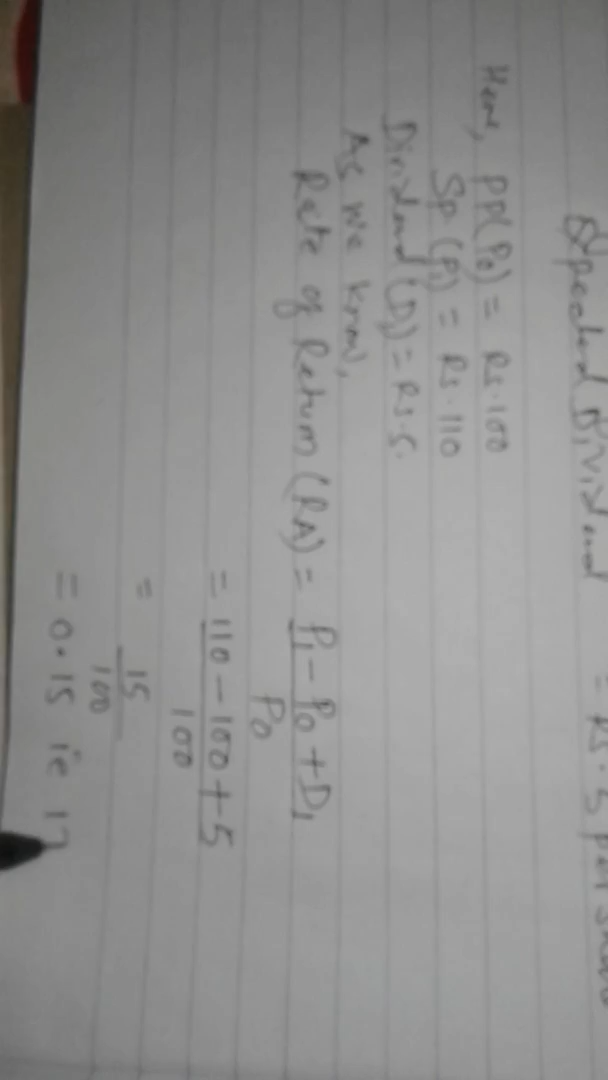 Expected Dividend = Rs. 5 per share
Here, PP(P₀) = Rs. 100
SP (P₁) = Rs. 110
Dividend (D₁) = Rs. 5.
As we know,
Rate of Return (RA) = P₁ - P₀ + D₁
P₀
= 110 - 100 + 5
100
= 15
100
= 0.15 ie 1